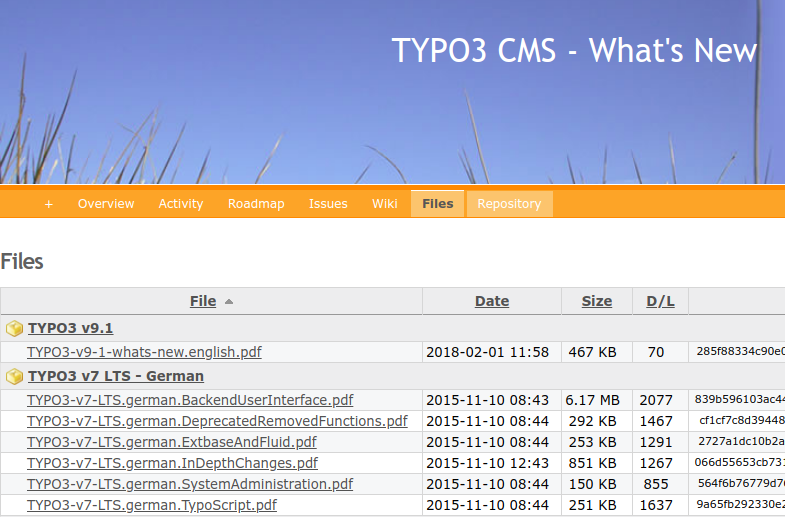 TYPO3 CMS - What's New
+ Overview Activity Roadmap Issues Wiki Files Repository
Files
File Date Size D/L
TYPO3 v9.1
TYPO3-v9-1-whats-new.english.pdf 2018-02-01 11:58 467 KB 70 285f88334c90e0
TYPO3 v7 LTS - German
TYPO3-v7-LTS.german.BackendUserInterface.pdf 2015-11-10 08:43 6.17 MB 2077 839b596103ac44
TYPO3-v7-LTS.german.DeprecatedRemovedFunctions.pdf 2015-11-10 08:44 292 KB 1467 cf1cf7c8d39448
TYPO3-v7-LTS.german.ExtbaseAndFluid.pdf 2015-11-10 08:44 253 KB 1291 2727a1dc10b2a
TYPO3-v7-LTS.german.InDepthChanges.pdf 2015-11-10 12:43 851 KB 1267 066d55653cb731
TYPO3-v7-LTS.german.SystemAdministration.pdf 2015-11-10 08:44 150 KB 855 564f6b76779d76
TYPO3-v7-LTS.german.TypoScript.pdf 2015-11-10 08:44 251 KB 1637 9a65fb292330e2